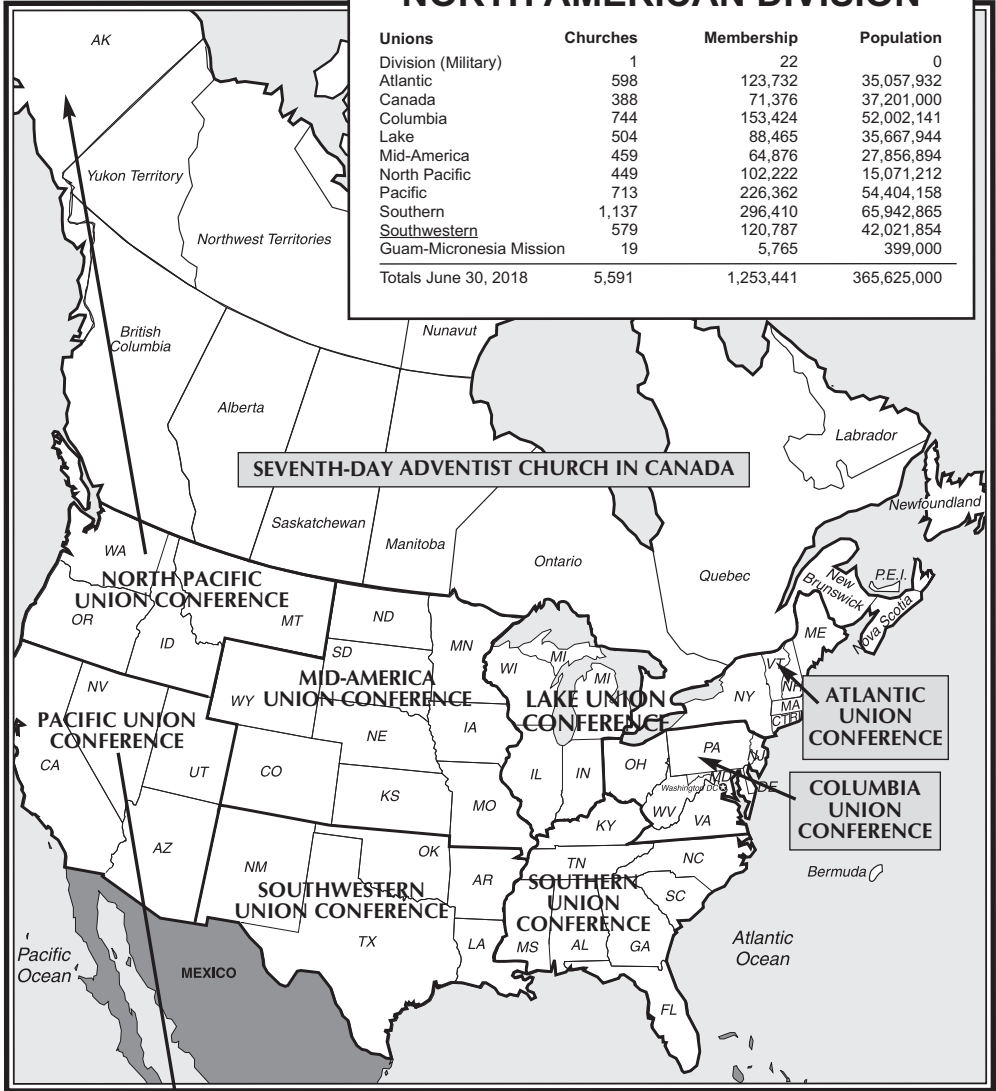 NORTH AMERICAN DIVISION
Unions Churches Membership Population
Division (Military) 1 22 0
Atlantic 598 123,732 35,057,932
Canada 388 71,376 37,201,000
Columbia 744 153,424 52,002,141
Lake 504 88,465 35,667,944
Mid-America 459 64,876 27,856,894
North Pacific 449 102,222 15,071,212
Pacific 713 226,362 54,404,158
Southern 1,137 296,410 65,942,865
Southwestern 579 120,787 42,021,854
Guam-Micronesia Mission 19 5,765 399,000
Totals June 30, 2018 5,591 1,253,441 365,625,000
AK
Yukon Territory
Northwest Territories
Nunavut
British
Columbia
Alberta
Labrador
SEVENTH-DAY ADVENTIST CHURCH IN CANADA
Newfoundland
Saskatchewan
Manitoba
Ontario
Quebec
New
Brunswick
P.E.I.
Nova Scotia
WA
NORTH PACIFIC
UNION CONFERENCE
OR
ID
MT
ND
SD
MN
WI
MI
MI
ME
VT
NH
NY
MA
CT
RI
ATLANTIC
UNION
CONFERENCE
NV
WY
MID-AMERICA
UNION CONFERENCE
LAKE UNION
CONFERENCE
PACIFIC UNION
CONFERENCE
CA
UT
CO
NE
IA
KS
MO
IL
IN
OH
PA
NJ
MD
DE
Washington DC
WV
VA
COLUMBIA
UNION
CONFERENCE
KY
AZ
NM
OK
AR
TN
NC
SC
Bermuda
SOUTHWESTERN
UNION CONFERENCE
SOUTHERN
UNION
CONFERENCE
TX
LA
MS
AL
GA
FL
Pacific
Ocean
MEXICO
Atlantic
Ocean